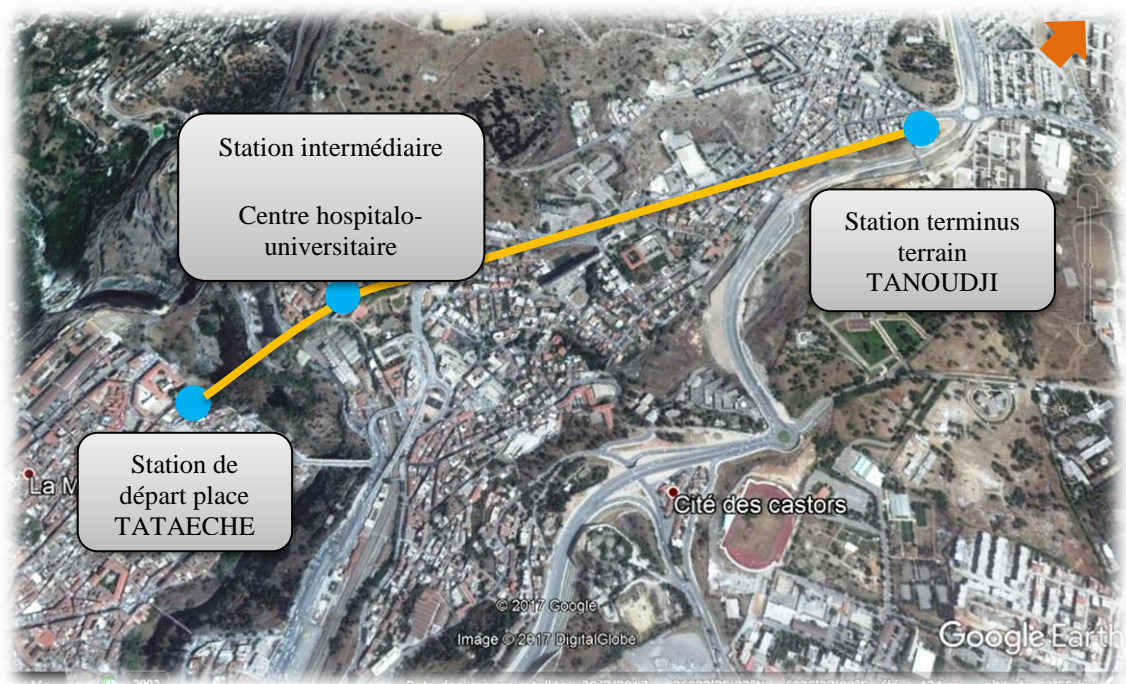 Station intermédiaire
Centre hospitalo-
universitaire
Station terminus
terrain
TANOUDJI
Station de
départ place
TATAECHE
La M
Cité des castors
© 2017 Google
Image © 2017 DigitalGlobe
Google Earth